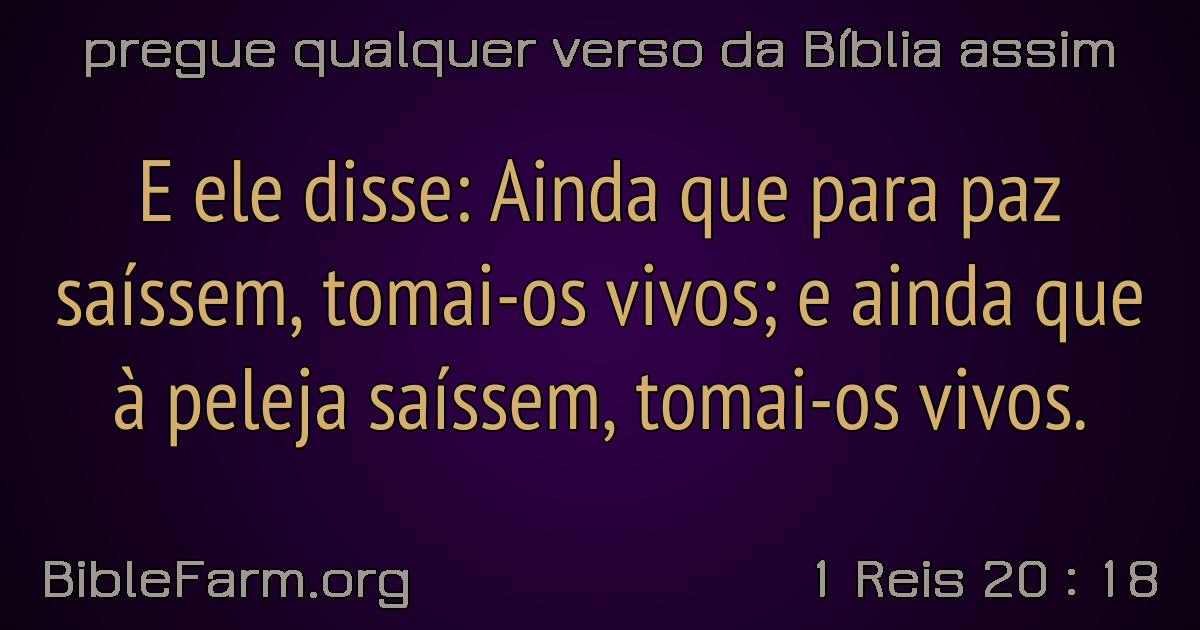 pregue qualquer verso da Bíblia assim
E ele disse: Ainda que para paz
saíssem, tomai-os vivos; e ainda que
à peleja saíssem, tomai-os vivos.
BibleFarm.org
1 Reis 20 : 18